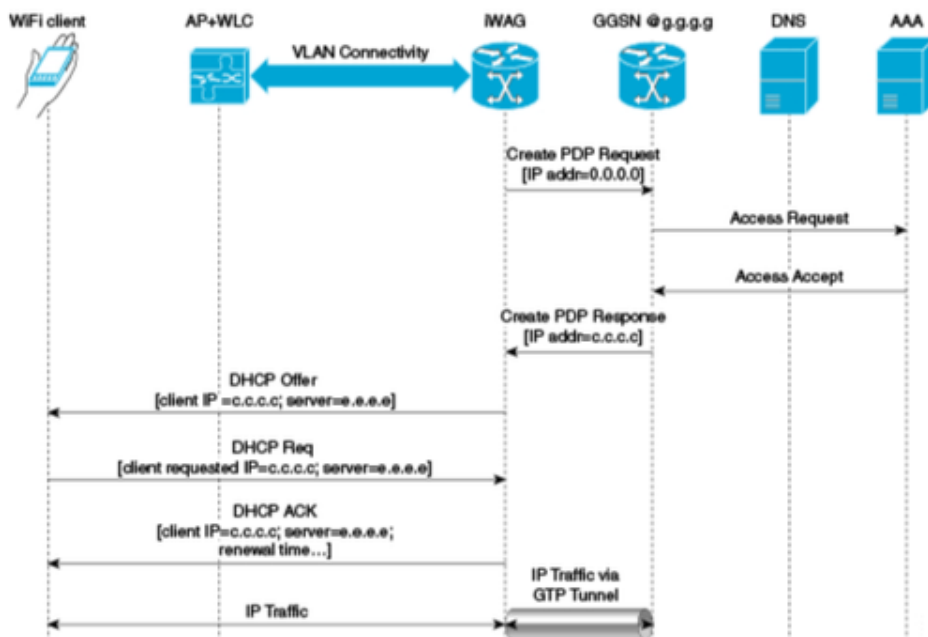 WiFi client
AP+WLC
iWAG
GGSN @g.g.g.g
DNS
AAA
VLAN Connectivity
Create PDP Request
[IP addr=0.0.0.0]
Access Request
Access Accept
Create PDP Response
[IP addr=c.c.c.c]
DHCP Offer
[client IP =c.c.c.c; server=e.e.e.e]
DHCP Req
[client requested IP=c.c.c.c; server=e.e.e.e]
DHCP ACK
[client IP=c.c.c.c; server=e.e.e.e;
renewal time...]
IP Traffic via
GTP Tunnel
IP Traffic